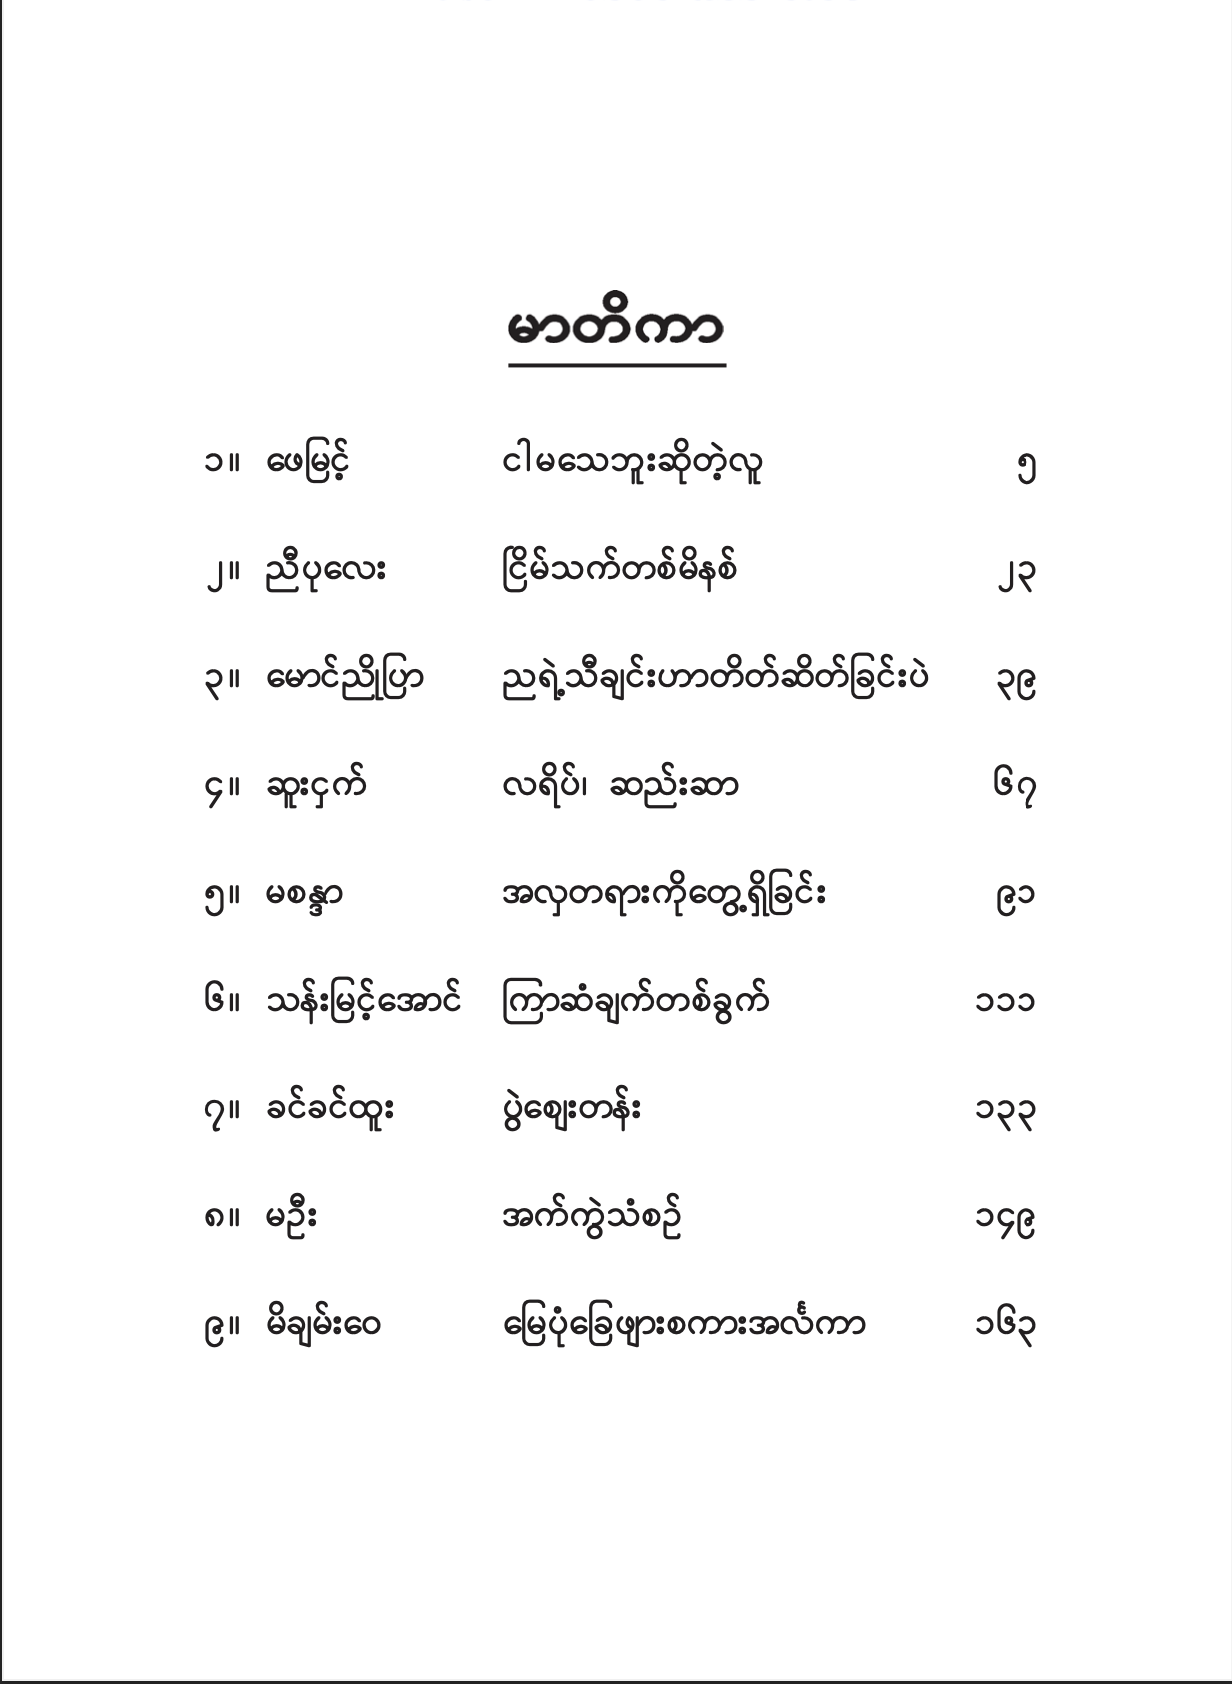 မာတိကာ
၁။ ဖေမြင့် ငါမသေဘူးဆိုတဲ့လူ ၅
၂။ ညီပုလေး ငြိမ်သက်တစ်မိနစ် ၂၃
၃။ မောင်ညိုပြာ ညရဲ့သီချင်းဟာတိတ်ဆိတ်ခြင်းပဲ ၃၉
၄။ ဆူးငှက် လရိပ်၊ ဆည်းဆာ ၆၇
၅။ မစန္ဒာ အလှတရားကိုတွေ့ရှိခြင်း ၉၁
၆။ သန်းမြင့်အောင် ကြာဆံချက်တစ်ခွက် ၁၁၁
၇။ ခင်ခင်ထူး ပွဲဈေးတန်း ၁၃၃
၈။ မဦး အက်ကွဲသံစဉ် ၁၄၉
၉။ မိချမ်းဝေ မြေပုံခြေဖျားစကားအင်္လကာ ၁၆၃